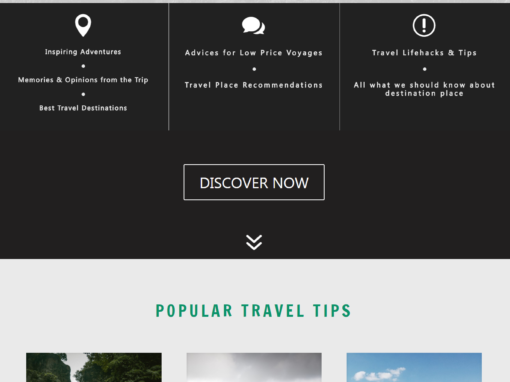 Inspiring Adventures
Memories & Opinions from the Trip
Best Travel Destinations
Advices for Low Price Voyages
Travel Place Recommendations
Travel Lifehacks & Tips
All what we should know about
destination place
DISCOVER NOW
POPULAR TRAVEL TIPS